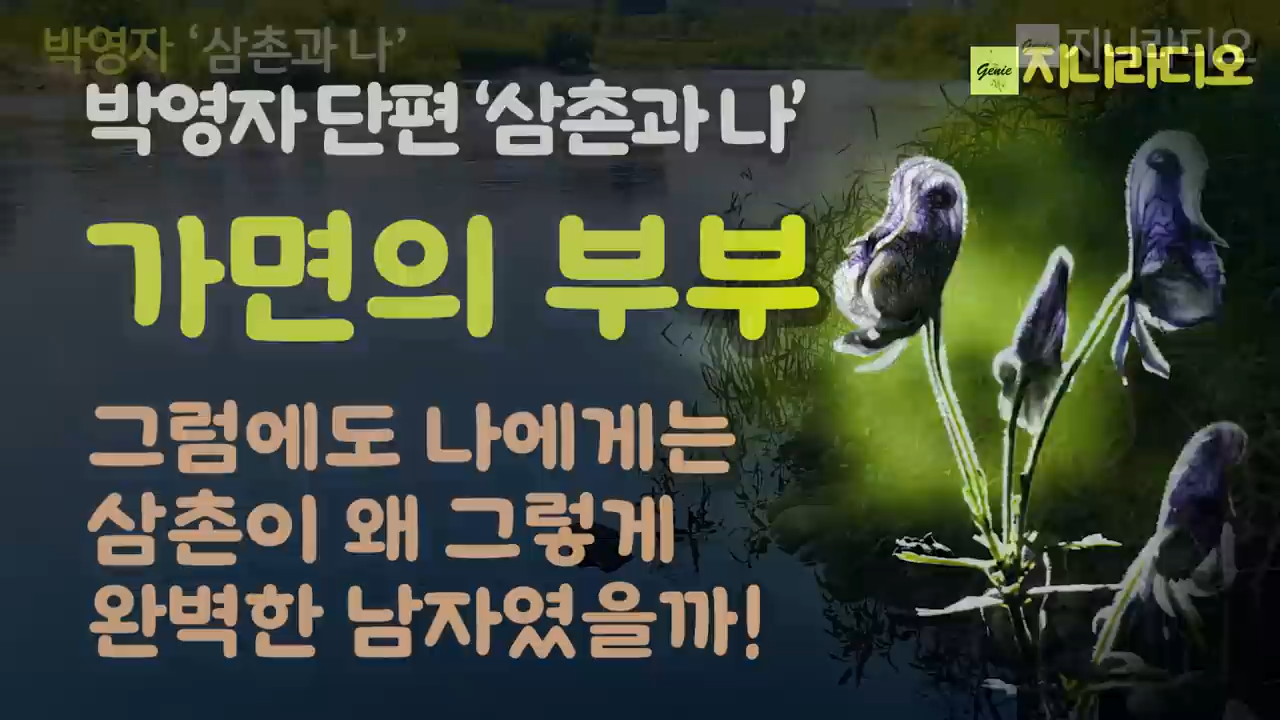 박영자 ‘삼촌과 나’
지니라디오
Genie 지니라디오
박영자 단편 ‘삼촌과 나’
가면의 부부
그럼에도 나에게는
삼촌이 왜 그렇게
완벽한 남자였을까!